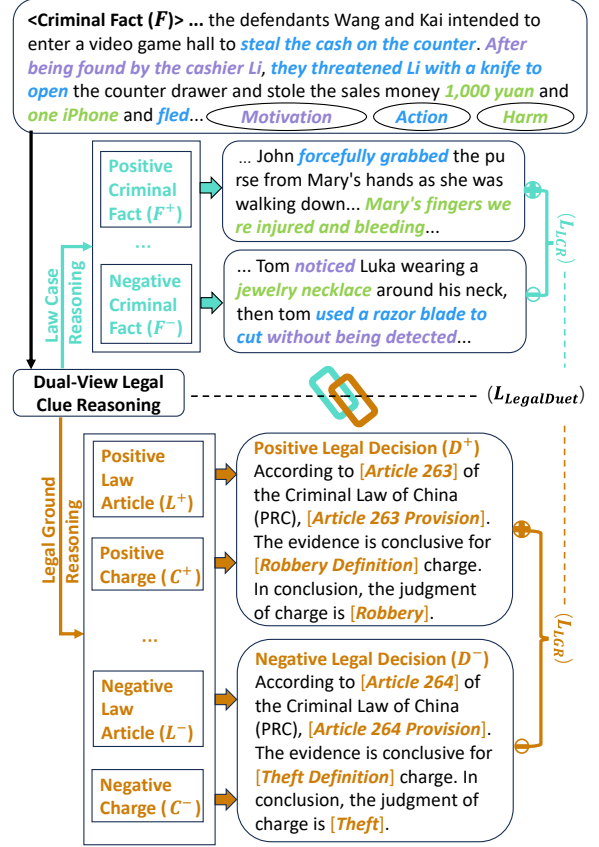 <Criminal Fact (F)> ... the defendants Wang and Kai intended to
enter a video game hall to steal the cash on the counter. After
being found by the cashier Li, they threatened Li with a knife to
open the counter drawer and stole the sales money 1,000 yuan and
one iPhone and fled...
Motivation
Action
Harm
Law Case
Reasoning
Positive
Criminal
Fact (F⁺)
...
Negative
Criminal
Fact (F⁻)
... John forcefully grabbed the pu
rse from Mary's hands as she was
walking down... Mary's fingers we
re injured and bleeding...
... Tom noticed Luka wearing a
jewelry necklace around his neck,
then tom used a razor blade to
cut without being detected...
(L_LCR)
Dual-View Legal
Clue Reasoning
(L_LegalDuet)
Legal Ground
Reasoning
Positive
Law
Article (L⁺)
Positive
Charge (C⁺)
...
Negative
Law
Article (L⁻)
Negative
Charge (C⁻)
Positive Legal Decision (D⁺)
According to [Article 263] of
the Criminal Law of China
(PRC), [Article 263 Provision].
The evidence is conclusive for
[Robbery Definition] charge.
In conclusion, the judgment
of charge is [Robbery].
Negative Legal Decision (D⁻)
According to [Article 264] of
the Criminal Law of China
(PRC), [Article 264 Provision].
The evidence is conclusive for
[Theft Definition] charge. In
conclusion, the judgment of
charge is [Theft].
(L_LGR)